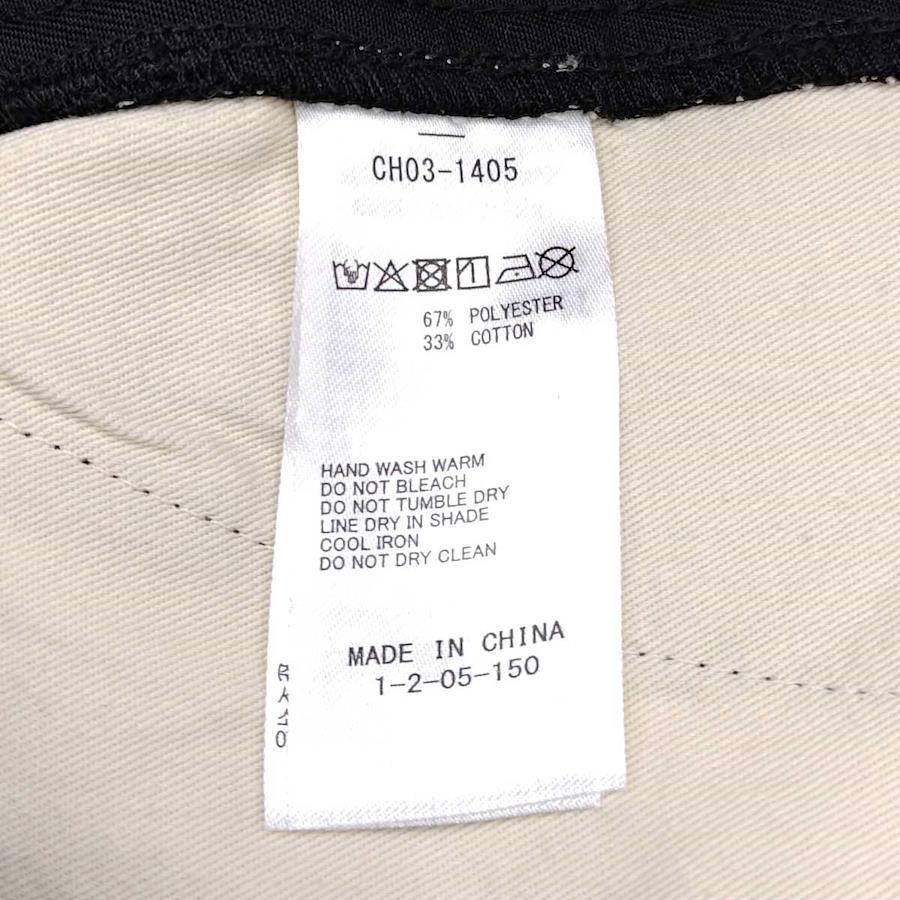 CH03-1405
67% POLYESTER
33% COTTON
HAND WASH WARM
DO NOT BLEACH
DO NOT TUMBLE DRY
LINE DRY IN SHADE
COOL IRON
DO NOT DRY CLEAN
MADE IN CHINA
1-2-05-150